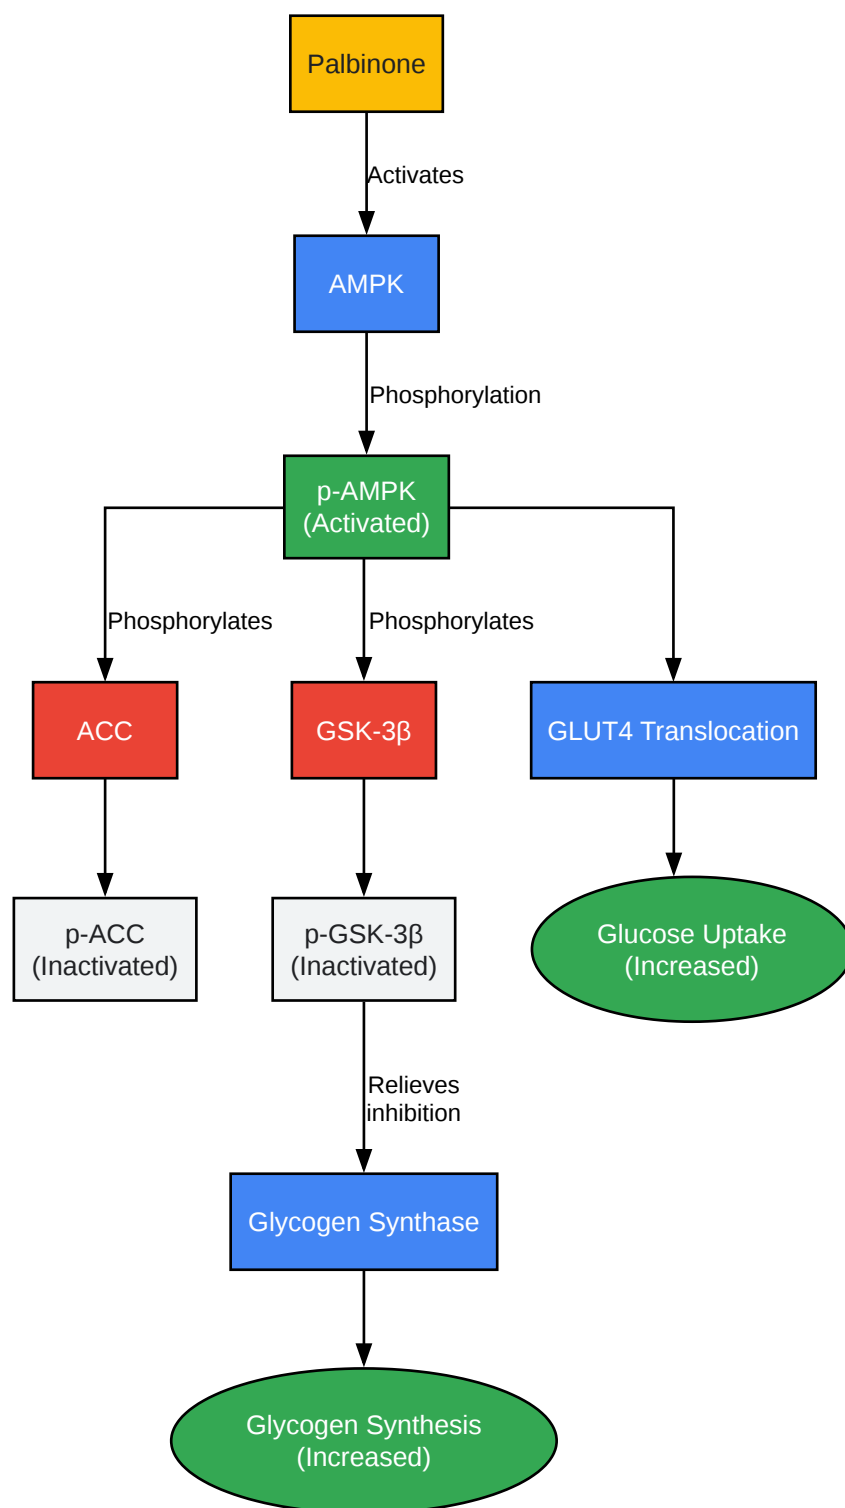 Palbinone
Activates
AMPK
Phosphorylation
p-AMPK
(Activated)
Phosphorylates
Phosphorylates
ACC
GSK-3β
GLUT4 Translocation
p-ACC
(Inactivated)
p-GSK-3β
(Inactivated)
Glucose Uptake
(Increased)
Relieves
inhibition
Glycogen Synthase
Glycogen Synthesis
(Increased)